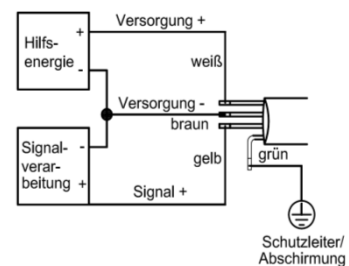 Versorgung +
+
Hilfs-
energie
-
weiß
Versorgung -
braun
Signal-
verar-
beitung
-
+
gelb
grün
Signal +
Schutzleiter/
Abschirmung